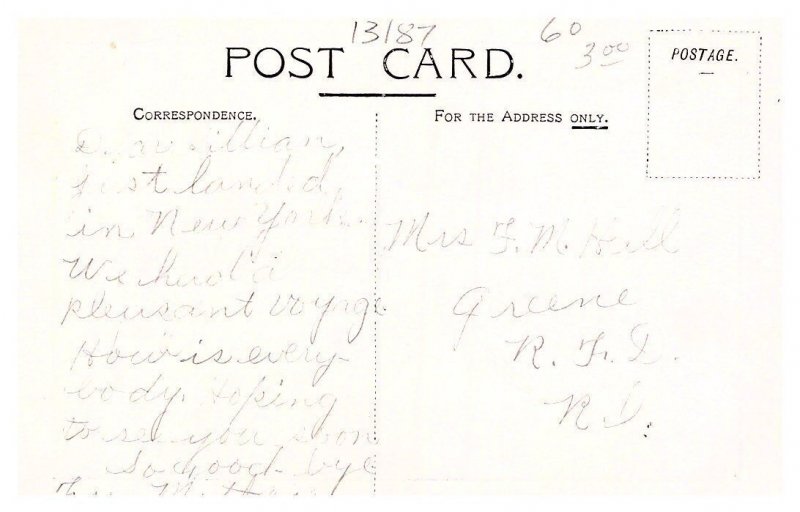 13187
60
3 00
POST CARD.
POSTAGE.
CORRESPONDENCE.
FOR THE ADDRESS ONLY.
Dear Lillian,
Just landed,
in New York.
We had a
pleasant voyage
How is every-
body. Hoping
to see you soon
So good-bye
Mrs F. M. Hill
Greene
R. F. D.